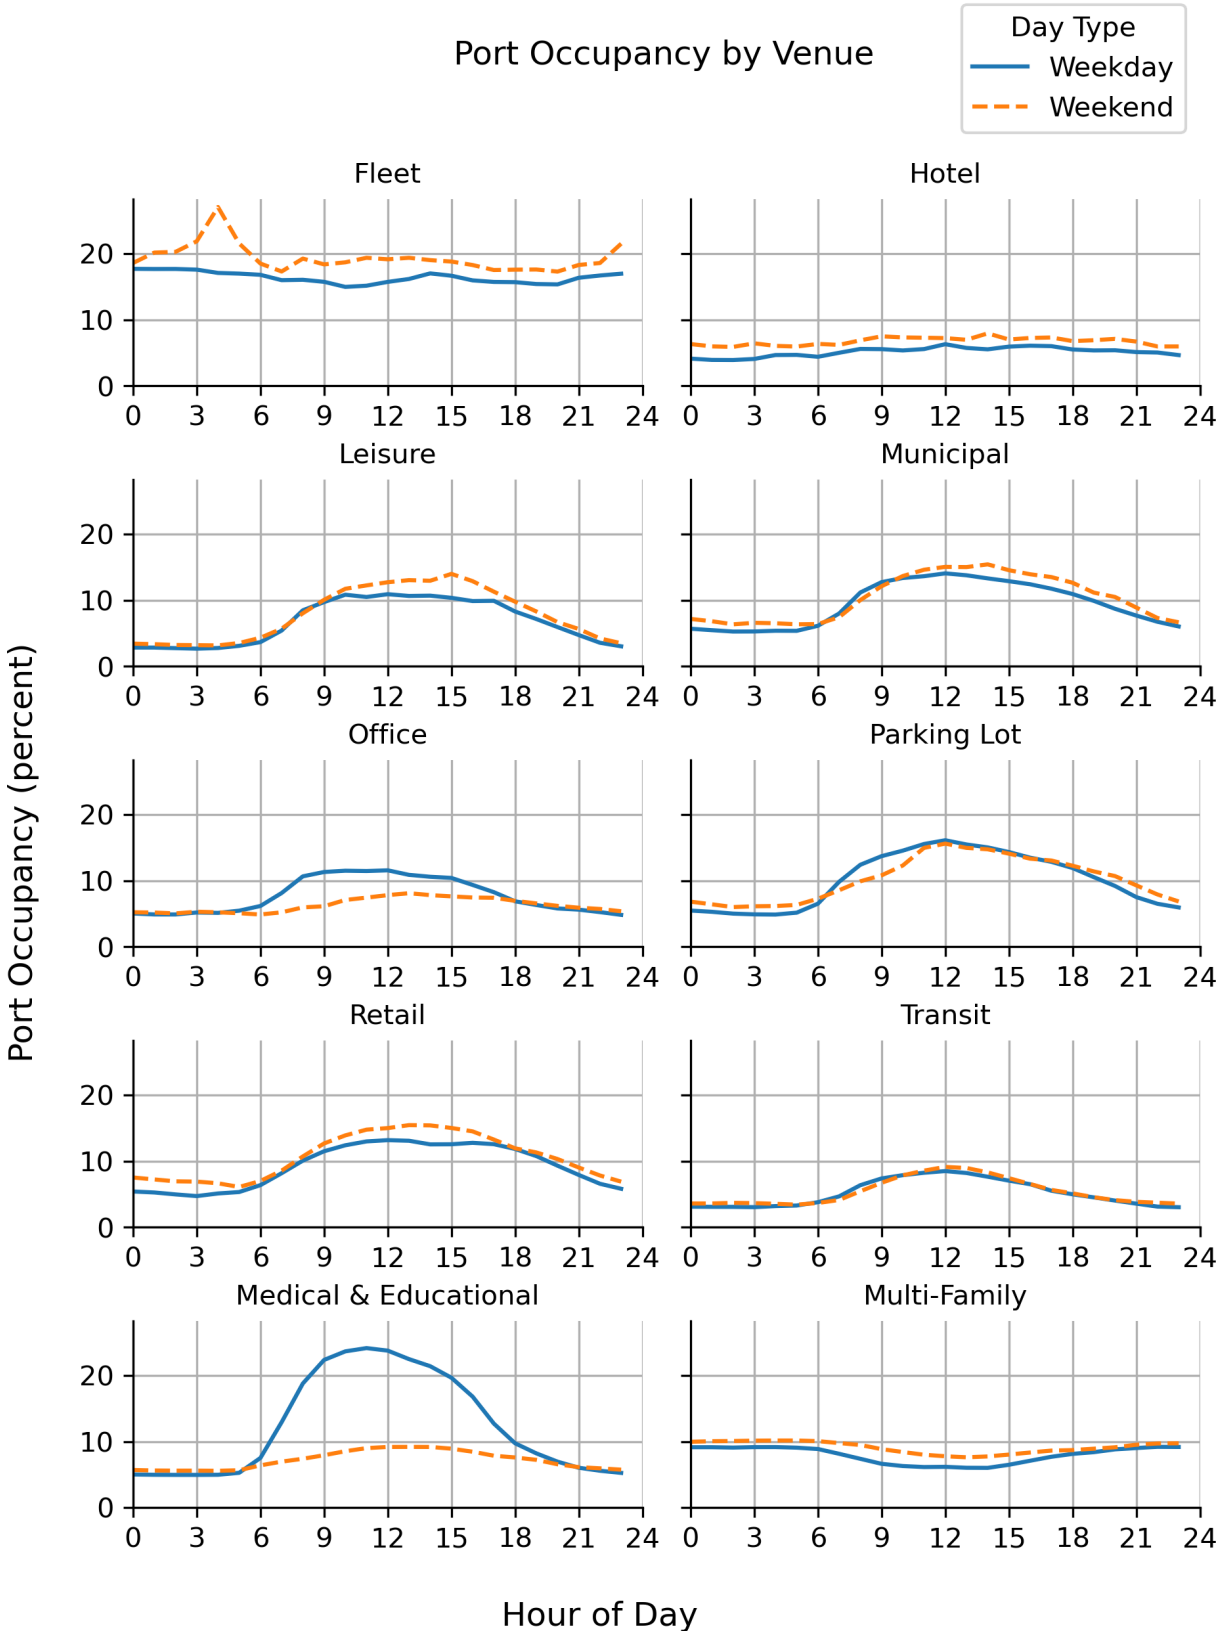 Port Occupancy by Venue
Day Type
Weekday
Weekend
Port Occupancy (percent)
Fleet
20
10
0
0 3 6 9 12 15 18 21 24
Hotel
0 3 6 9 12 15 18 21 24
Leisure
20
10
0
0 3 6 9 12 15 18 21 24
Municipal
0 3 6 9 12 15 18 21 24
Office
20
10
0
0 3 6 9 12 15 18 21 24
Parking Lot
0 3 6 9 12 15 18 21 24
Retail
20
10
0
0 3 6 9 12 15 18 21 24
Transit
0 3 6 9 12 15 18 21 24
Medical & Educational
20
10
0
0 3 6 9 12 15 18 21 24
Multi-Family
0 3 6 9 12 15 18 21 24
Hour of Day